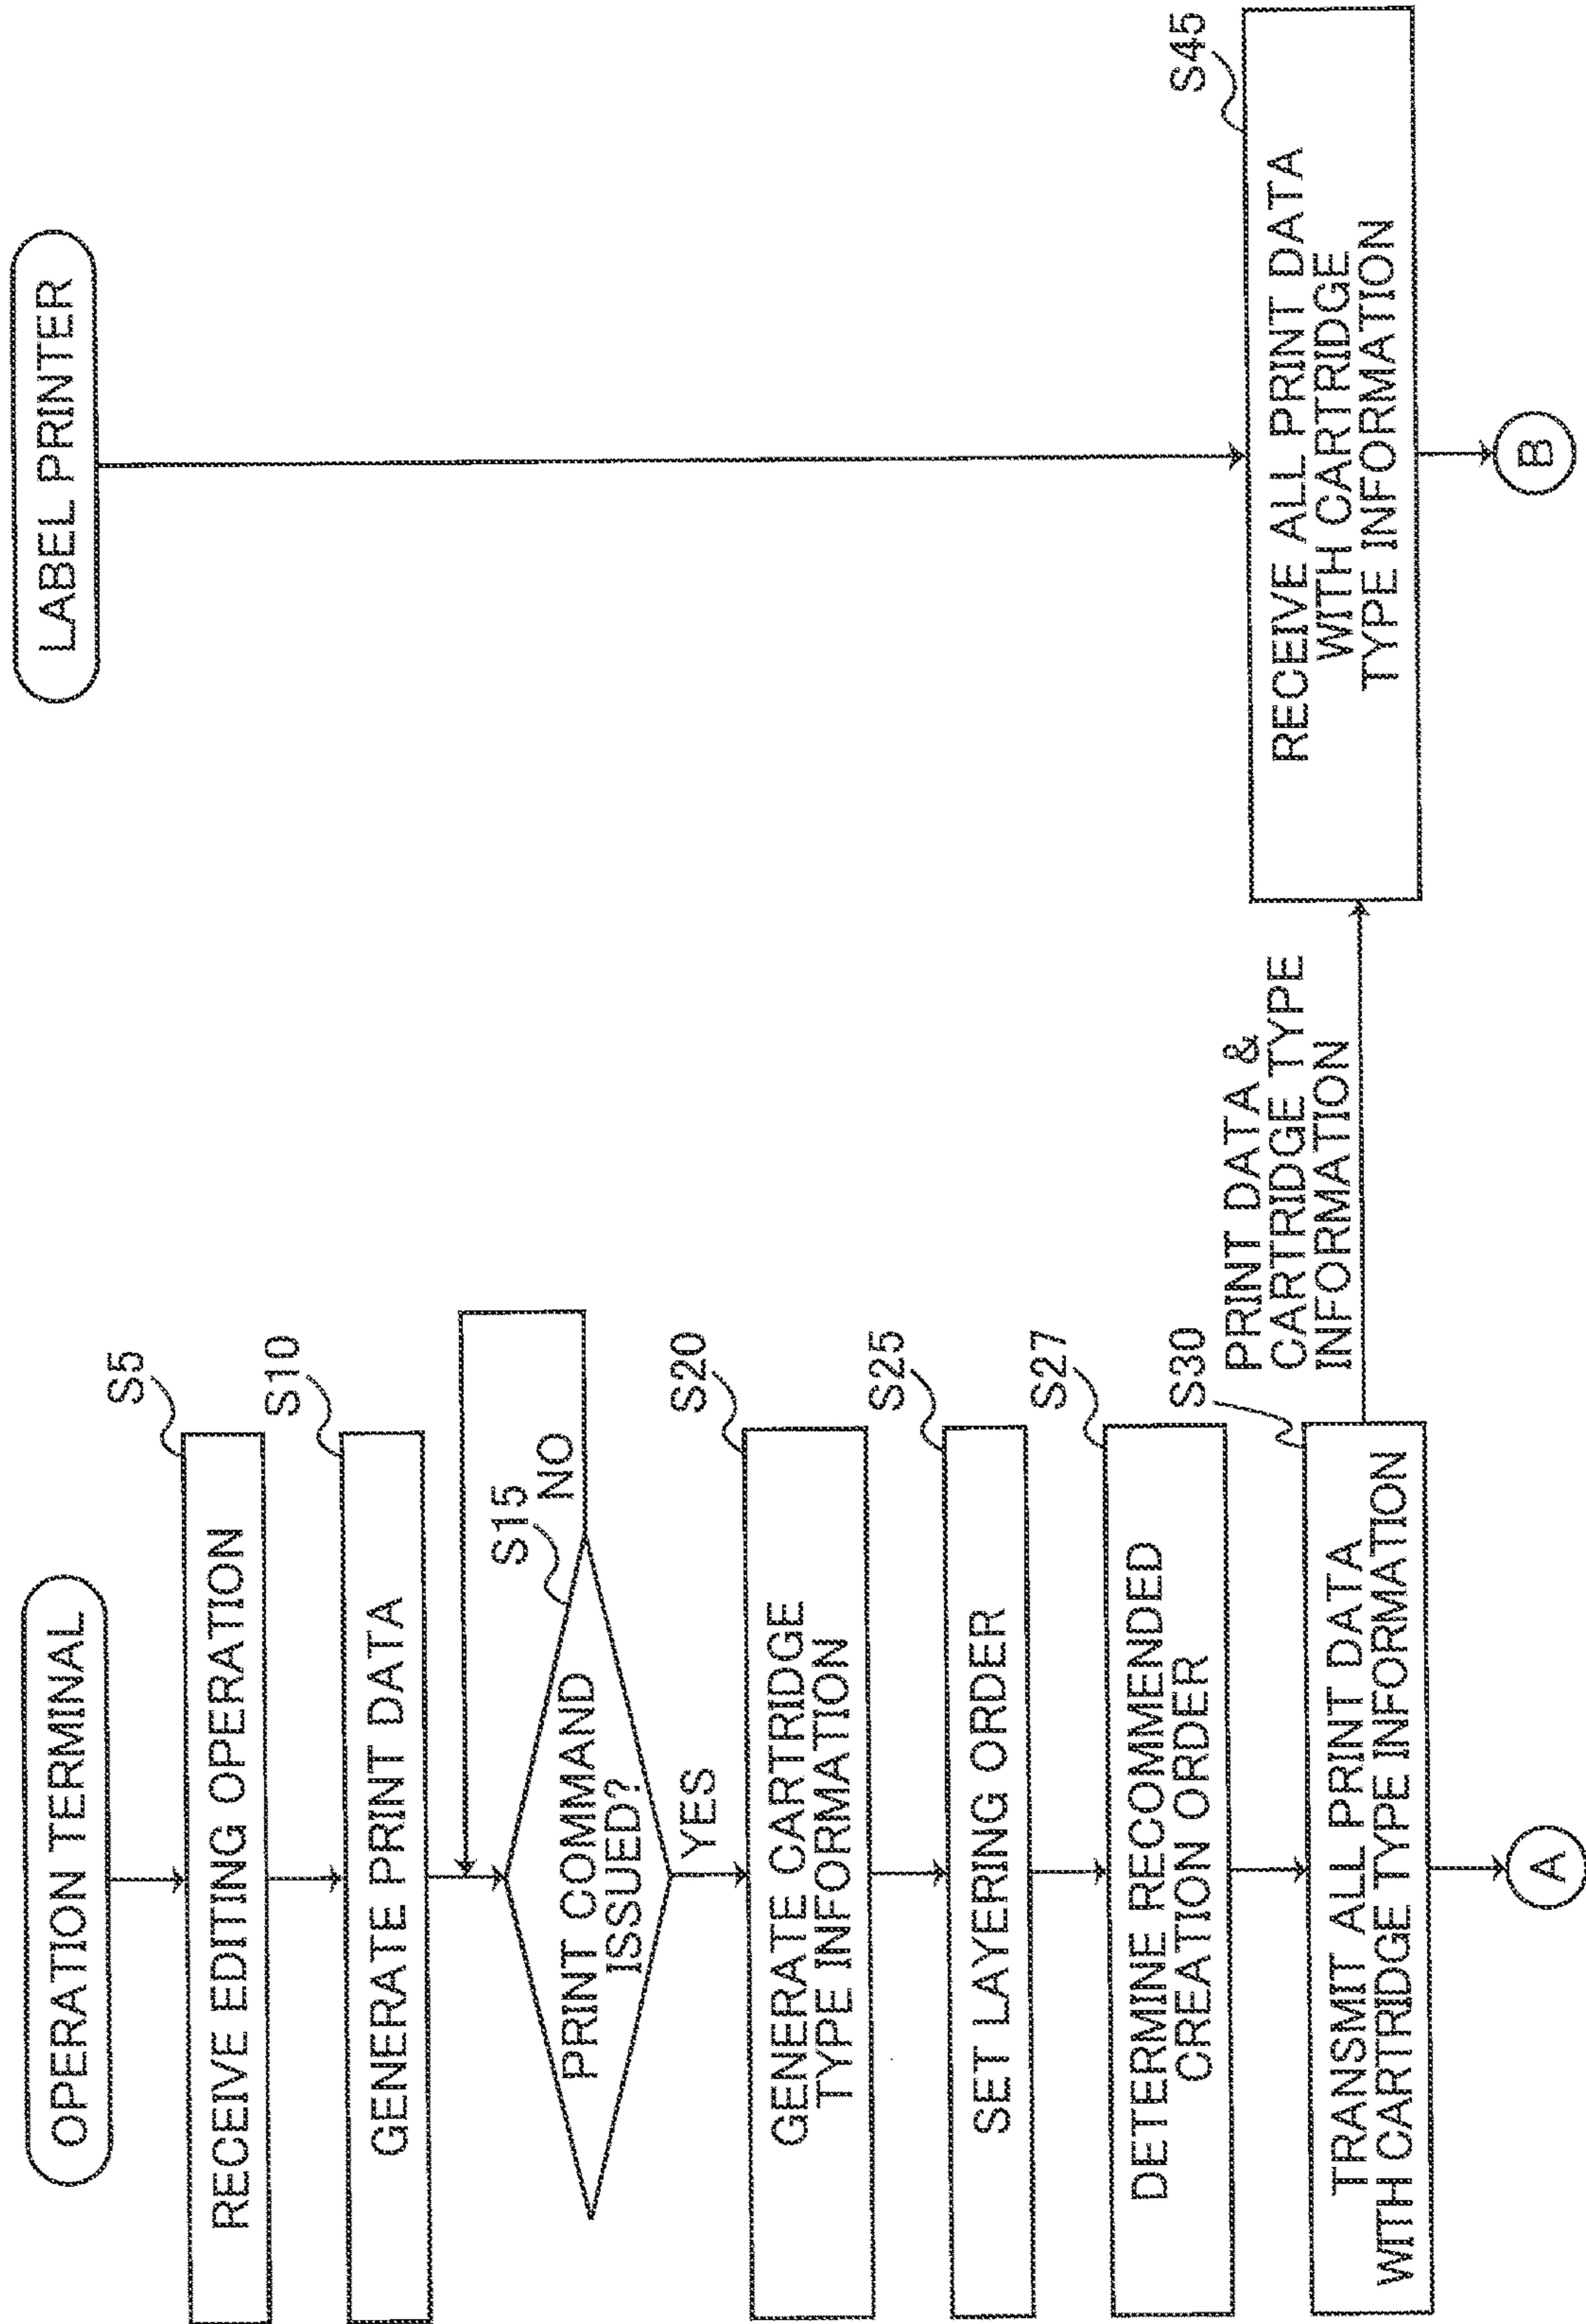 OPERATION TERMINAL
S5
RECEIVE EDITING OPERATION
S10
GENERATE PRINT DATA
S15
NO
PRINT COMMAND
ISSUED?
YES
S20
GENERATE CARTRIDGE
TYPE INFORMATION
S25
SET LAYERING ORDER
S27
DETERMINE RECOMMENDED
CREATION ORDER
S30
TRANSMIT ALL PRINT DATA
WITH CARTRIDGE TYPE INFORMATION
A
PRINT DATA &
CARTRIDGE TYPE
INFORMATION
LABEL PRINTER
S45
RECEIVE ALL PRINT DATA
WITH CARTRIDGE
TYPE INFORMATION
B